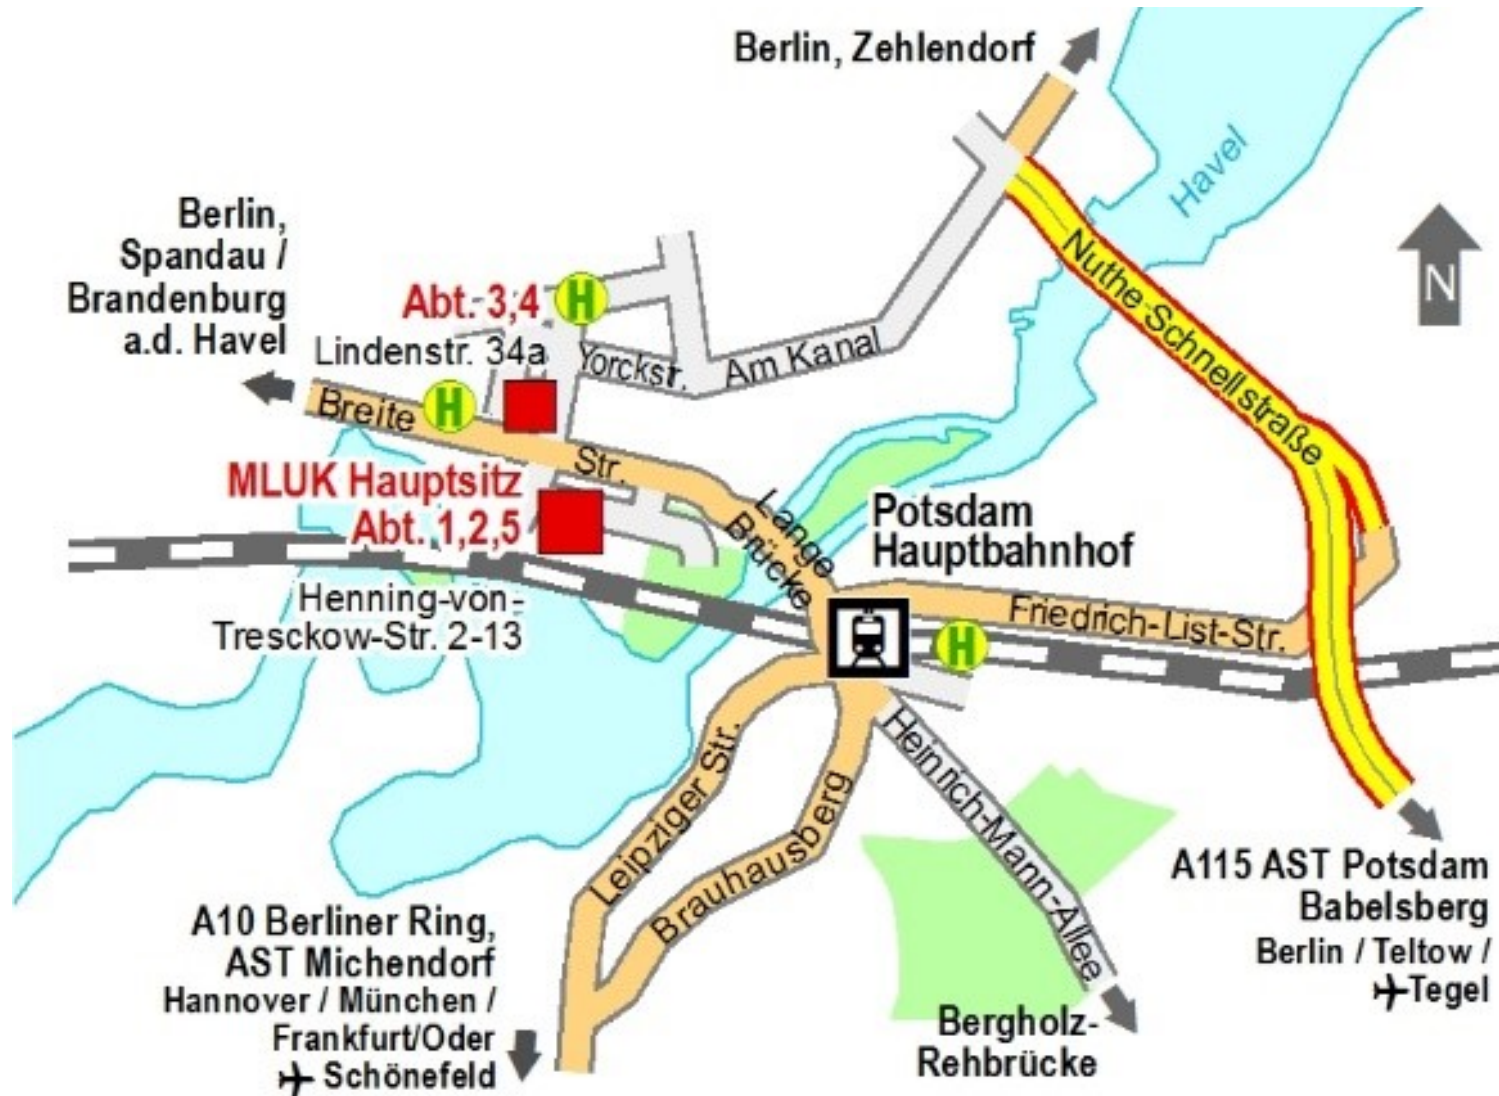 Berlin, Zehlendorf
Havel
Berlin,
Spandau /
Brandenburg
a.d. Havel
N
Nuthe-Schnellstraße
Abt. 3,4
H
Lindenstr. 34a
Yorckstr.
Am Kanal
Breite
H
Str.
MLUK Hauptsitz
Abt. 1,2,5
Lange
Brücke
Potsdam
Hauptbahnhof
Henning-von-
Tresckow-Str. 2-13
Friedrich-List-Str.
H
Leipziger Str.
Brauhausberg
Heinrich-Mann-Allee
A115 AST Potsdam
Babelsberg
Berlin / Teltow /
Tegel
A10 Berliner Ring,
AST Michendorf
Hannover / München /
Frankfurt/Oder
Schönefeld
Bergholz-
Rehbrücke